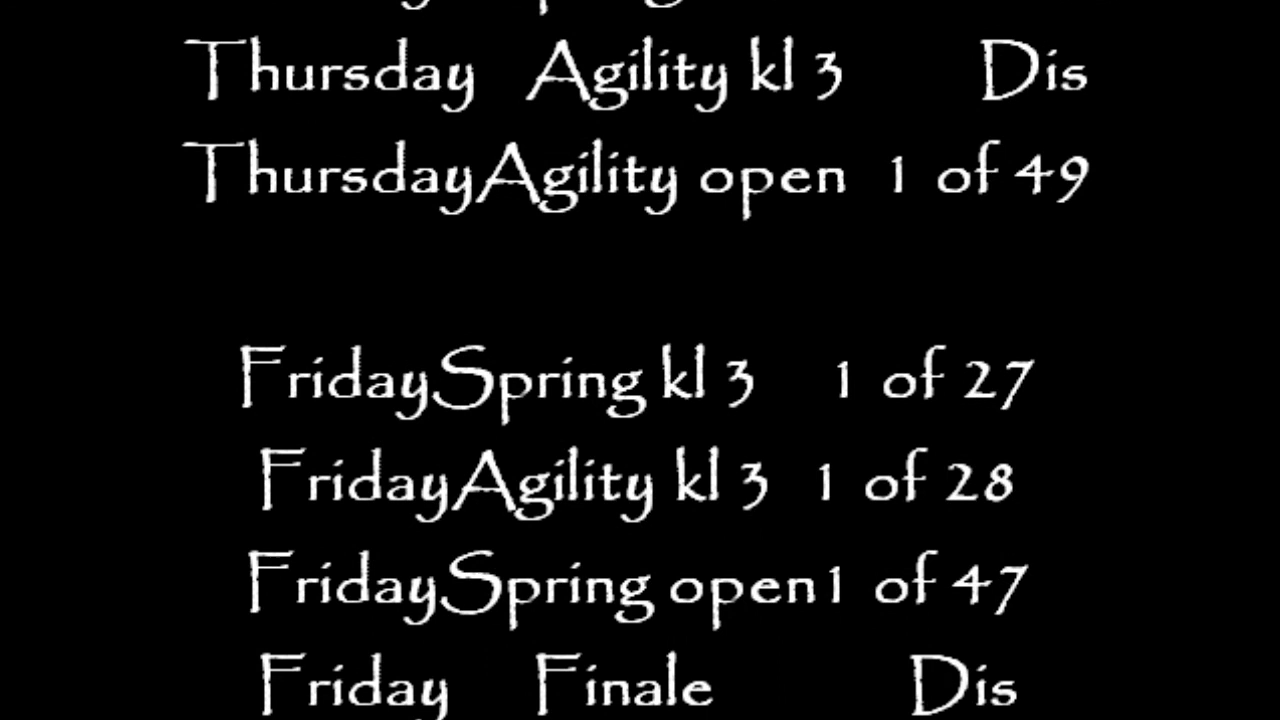 Thursday Agility kl 3 Dis
ThursdayAgility open 1 of 49
FridaySpring kl 3 1 of 27
FridayAgility kl 3 1 of 28
FridaySpring open1 of 47
Friday Finale Dis